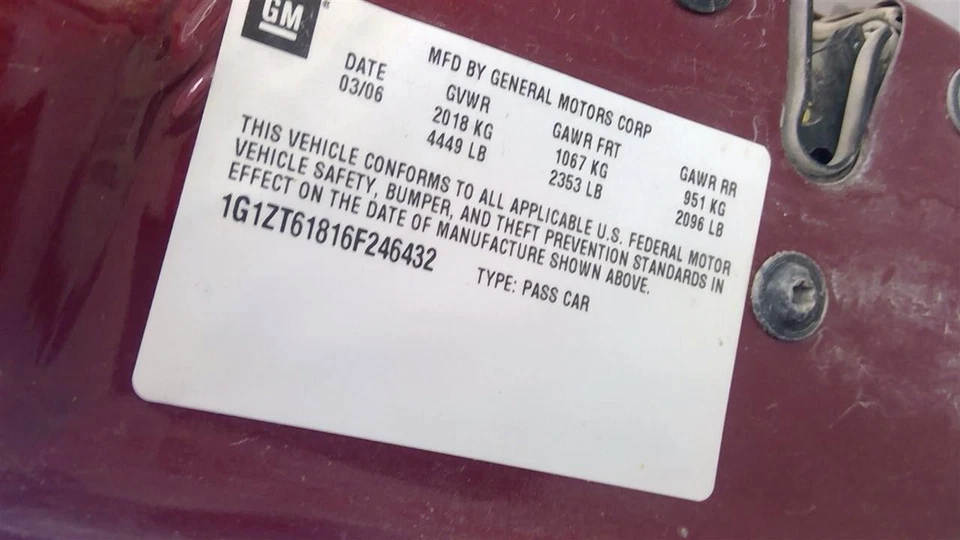 GM
MFD BY GENERAL MOTORS CORP
DATE GVWR GAWR FRT GAWR RR
03/06 2018 KG 1067 KG 951 KG
4449 LB 2353 LB 2096 LB
THIS VEHICLE CONFORMS TO ALL APPLICABLE U.S. FEDERAL MOTOR
VEHICLE SAFETY, BUMPER, AND THEFT PREVENTION STANDARDS IN
EFFECT ON THE DATE OF MANUFACTURE SHOWN ABOVE.
1G1ZT61816F246432 TYPE: PASS CAR